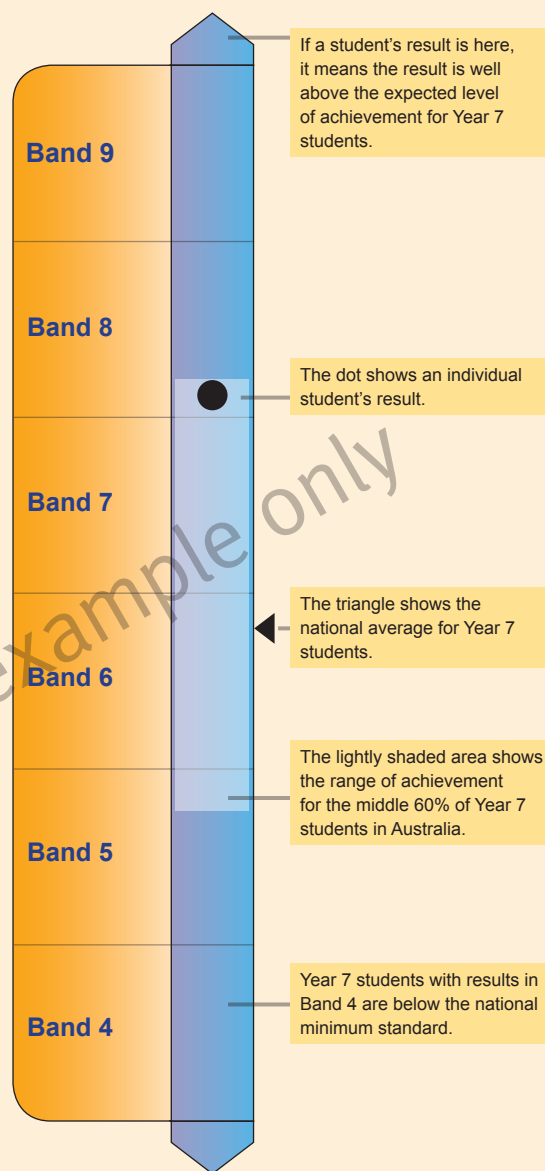 If a student’s result is here,
it means the result is well
above the expected level
of achievement for Year 7
students.
Band 9
Band 8
The dot shows an individual
student’s result.
Band 7
example only
The triangle shows the
national average for Year 7
students.
Band 6
The lightly shaded area shows
the range of achievement
for the middle 60% of Year 7
students in Australia.
Band 5
Year 7 students with results in
Band 4 are below the national
minimum standard.
Band 4